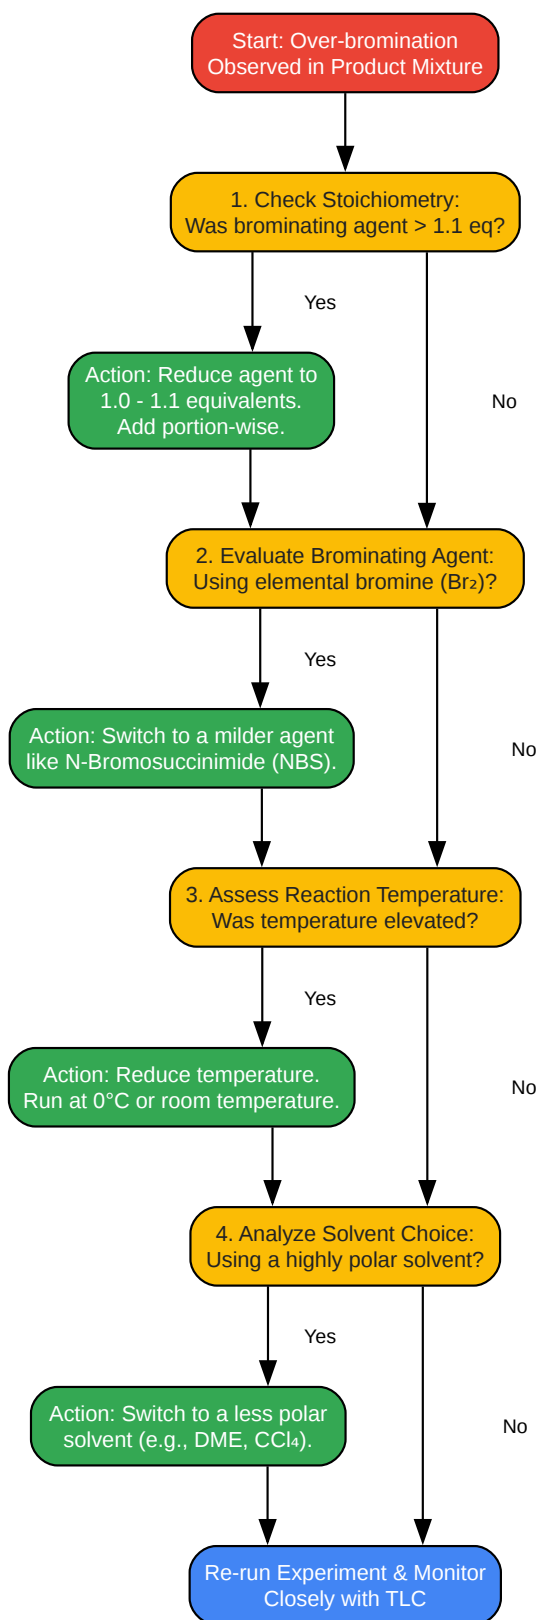 Start: Over-bromination
Observed in Product Mixture
1. Check Stoichiometry:
Was brominating agent > 1.1 eq?
Yes
Action: Reduce agent to
1.0 - 1.1 equivalents.
Add portion-wise.
No
2. Evaluate Brominating Agent:
Using elemental bromine (Br₂)?
Yes
Action: Switch to a milder agent
like N-Bromosuccinimide (NBS).
No
3. Assess Reaction Temperature:
Was temperature elevated?
Yes
Action: Reduce temperature.
Run at 0°C or room temperature.
No
4. Analyze Solvent Choice:
Using a highly polar solvent?
Yes
Action: Switch to a less polar
solvent (e.g., DME, CCl₄).
No
Re-run Experiment & Monitor
Closely with TLC